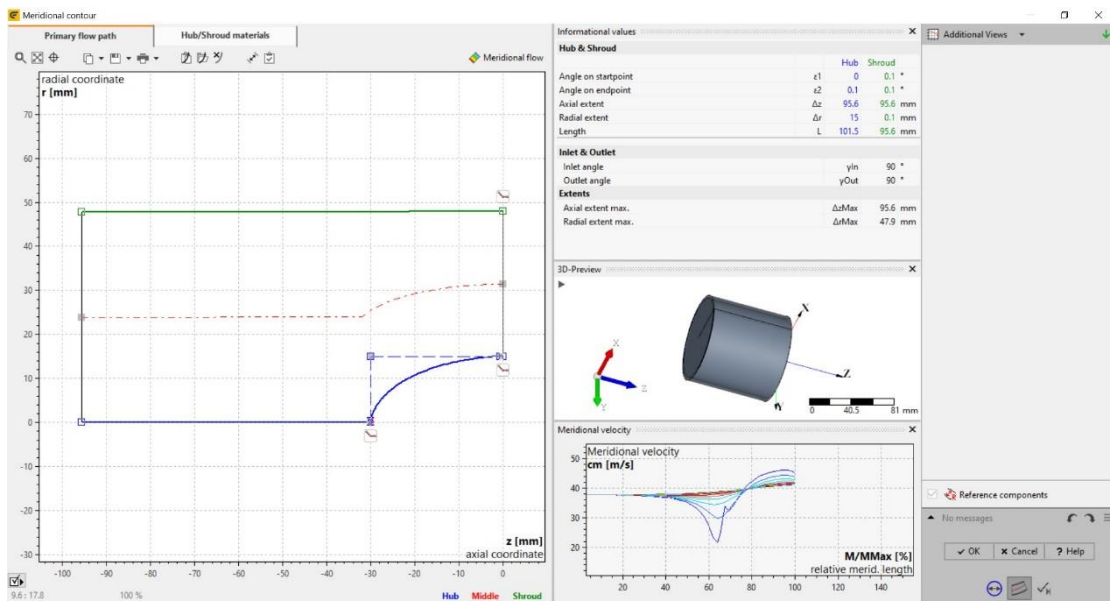 Meridional contour
Primary flow path
Hub/Shroud materials
Meridional flow
radial coordinate
r [mm]
70
60
50
40
30
20
10
0
-10
-20
-30
z [mm]
axial coordinate
-100 -90 -80 -70 -60 -50 -40 -30 -20 -10 0
9.6 : 17.8 100 % Hub Middle Shroud
Informational values
Hub & Shroud
Hub Shroud
Angle on startpoint ε1 0 0.1 °
Angle on endpoint ε2 0.1 0.1 °
Axial extent Δz 95.6 95.6 mm
Radial extent Δr 15 0.1 mm
Length L 101.5 95.6 mm
Inlet & Outlet
Inlet angle γIn 90 °
Outlet angle γOut 90 °
Extents
Axial extent max. ΔzMax 95.6 mm
Radial extent max. ΔrMax 47.9 mm
3D-Preview
X
Z
Y
X
Z
Y
0 40.5 81 mm
Meridional velocity
Meridional velocity
cm [m/s]
50
40
30
20
M/MMax [%]
relative merid. length
20 40 60 80 100 120 140
Additional Views
Reference components
No messages
OK Cancel ? Help